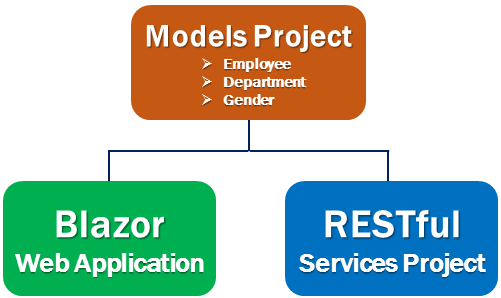 Models Project
Employee
Department
Gender
Blazor
Web Application
RESTful
Services Project